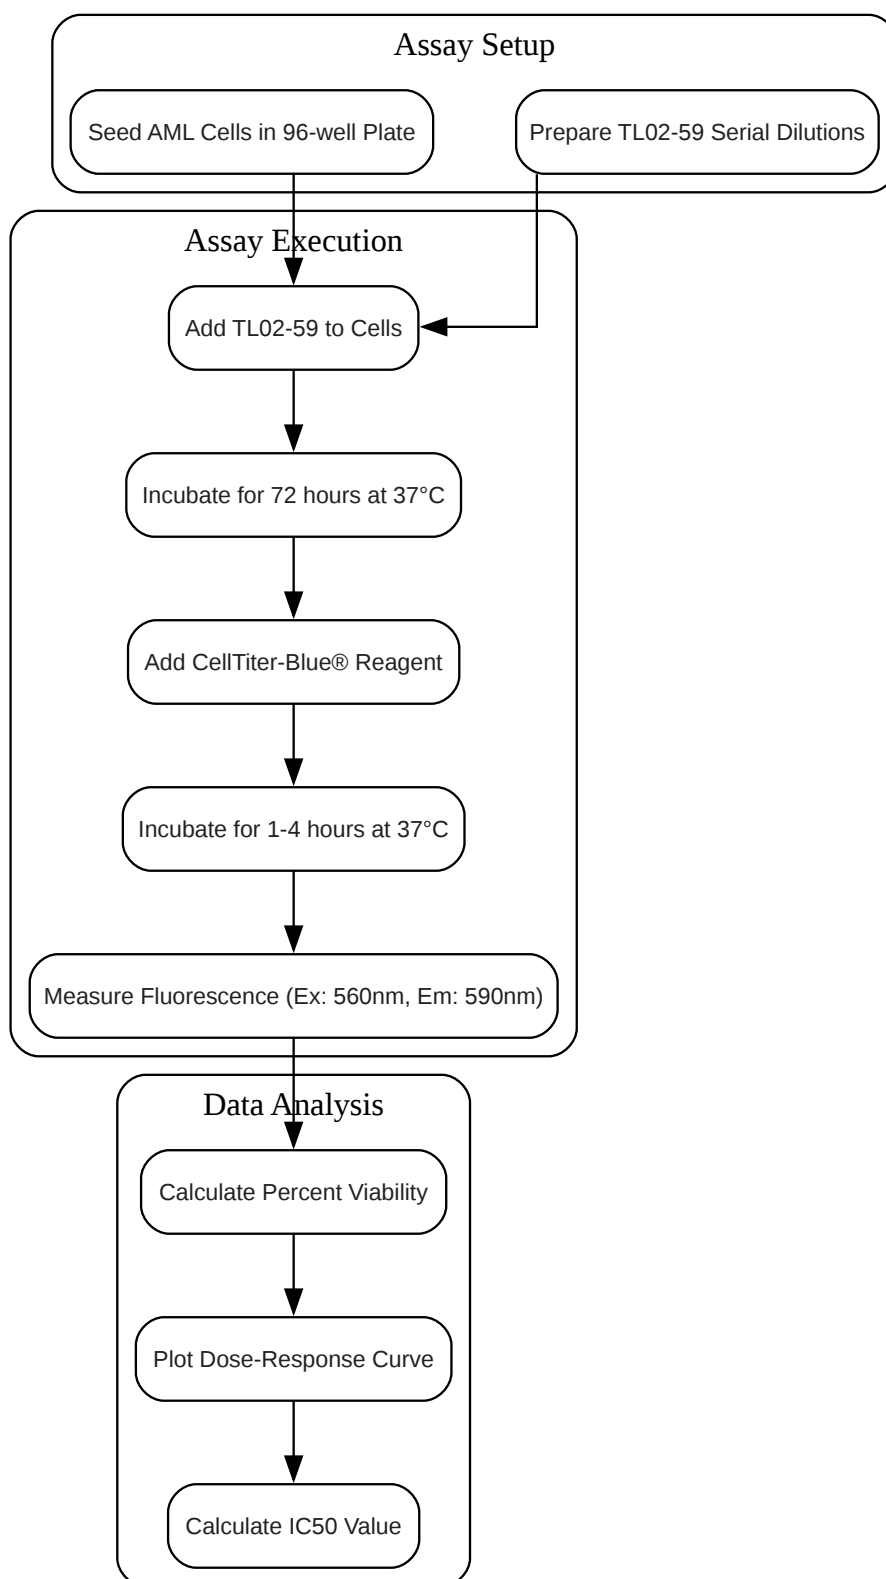 Assay Setup
Seed AML Cells in 96-well Plate
Prepare TL02-59 Serial Dilutions
Assay Execution
Add TL02-59 to Cells
Incubate for 72 hours at 37°C
Add CellTiter-Blue® Reagent
Incubate for 1-4 hours at 37°C
Measure Fluorescence (Ex: 560nm, Em: 590nm)
Data Analysis
Calculate Percent Viability
Plot Dose-Response Curve
Calculate IC50 Value